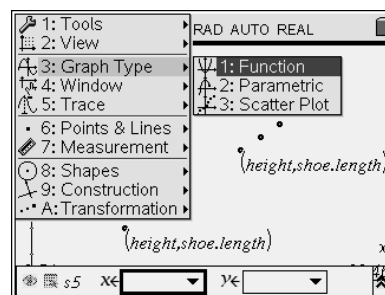 1: Tools
2: View
3: Graph Type
4: Window
5: Trace
6: Points & Lines
7: Measurement
8: Shapes
9: Construction
A: Transformation
RAD AUTO REAL
1: Function
2: Parametric
3: Scatter Plot
(height,shoe.length)
(height,shoe.length)
x
s5 x← y←